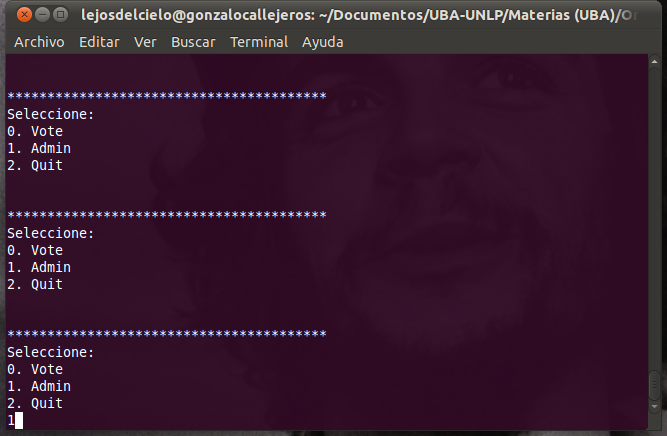 lejosdelcielo@gonzalocallejeros: ~/Documentos/UBA-UNLP/Materias (UBA)/Or
Archivo Editar Ver Buscar Terminal Ayuda
****************************************
Seleccione:
0. Vote
1. Admin
2. Quit
****************************************
Seleccione:
0. Vote
1. Admin
2. Quit
****************************************
Seleccione:
0. Vote
1. Admin
2. Quit
1